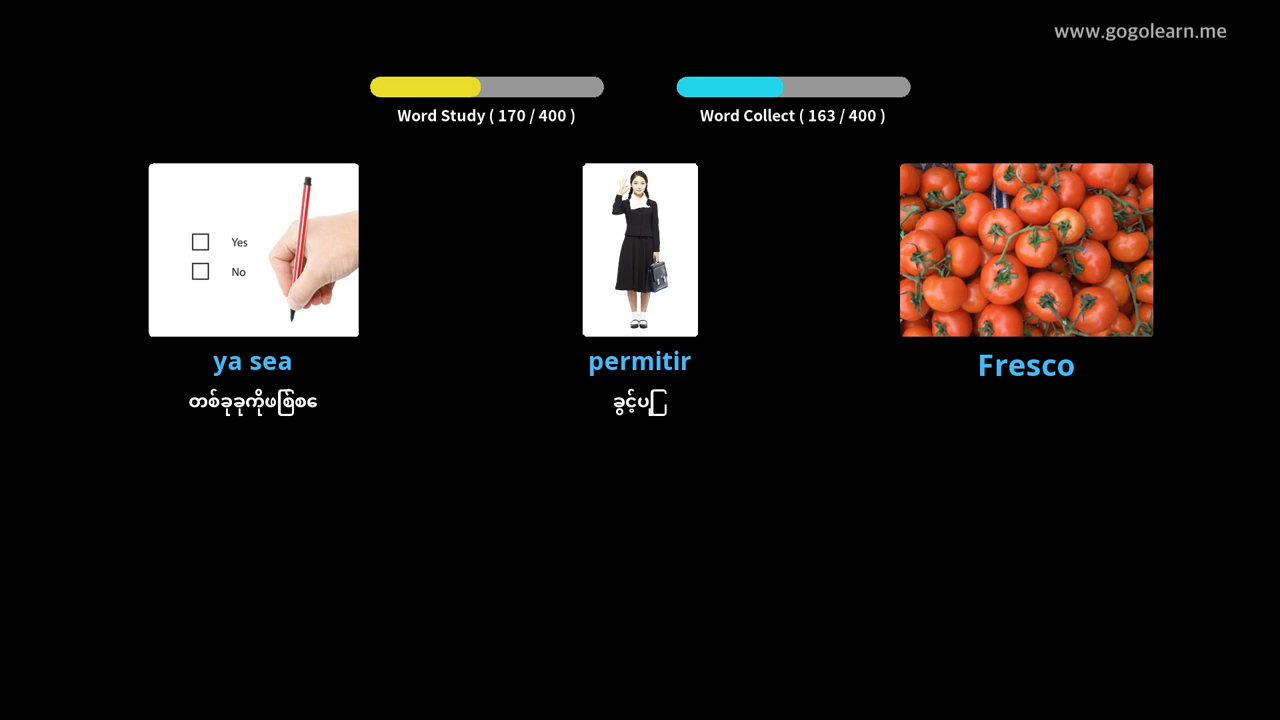 www.gogolearn.me
Word Study ( 170 / 400 )
Word Collect ( 163 / 400 )
Yes
No
ya sea
permitir
Fresco
တစ်ခုခုကိုဖြစ်စေ
ခွင့်ပြု